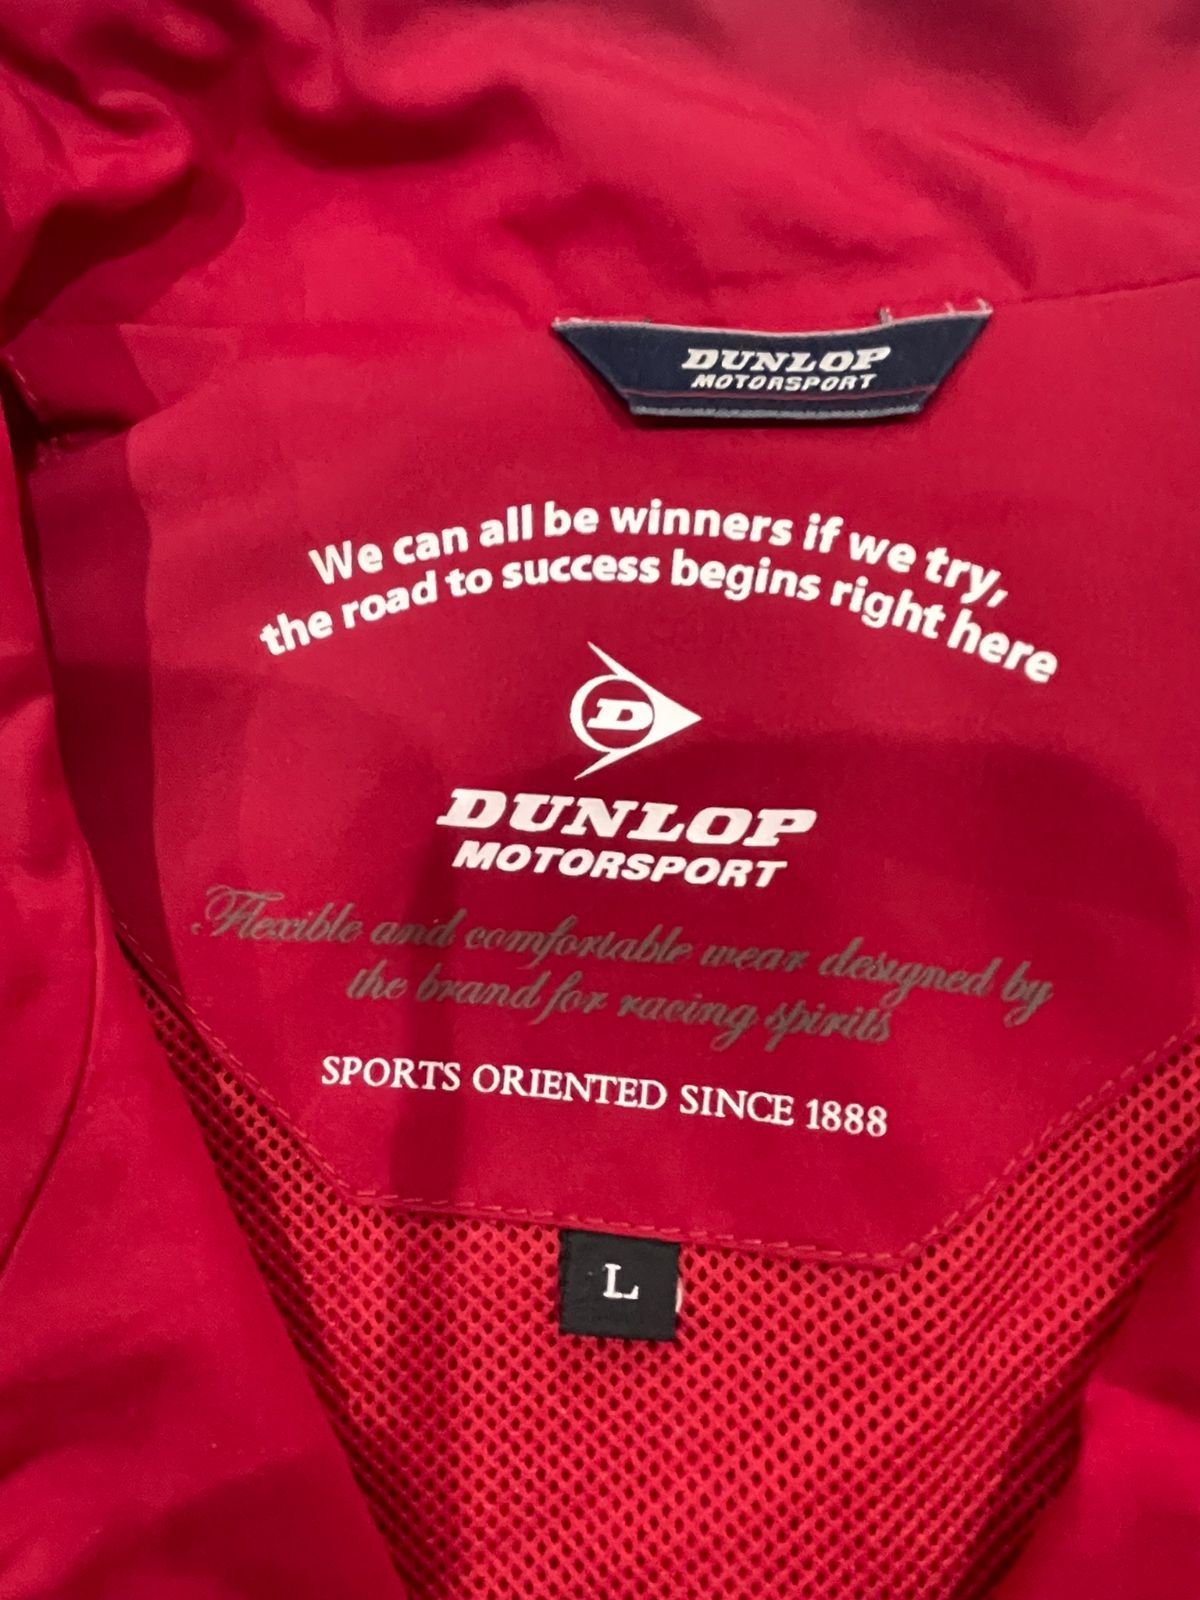 DUNLOP
MOTORSPORT
We can all be winners if we try,
the road to success begins right here
D
DUNLOP
MOTORSPORT
Flexible and comfortable wear designed by
the brand for racing spirits
SPORTS ORIENTED SINCE 1888
L